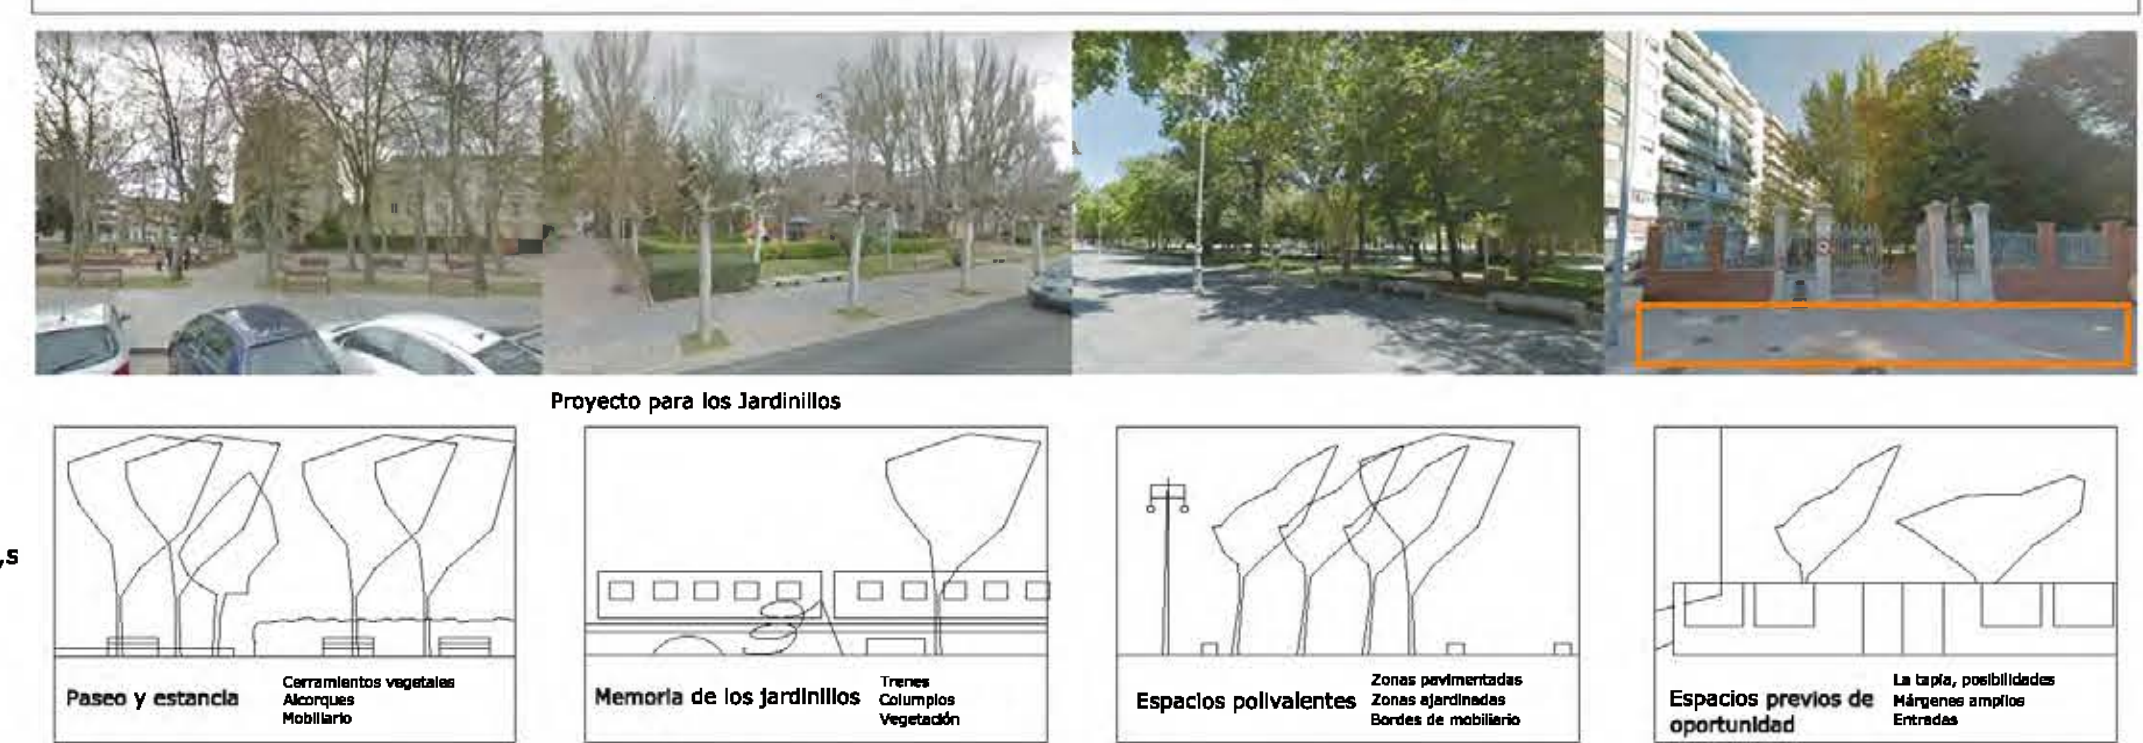 Proyecto para los Jardinillos
,s
Paseo y estancia
Cerramientos vegetales
Alcorques
Mobiliario
Memoria de los jardinillos
Trenes
Columpios
Vegetación
Espacios polivalentes
Zonas pavimentadas
Zonas ajardinadas
Bordes de mobiliario
Espacios previos de
oportunidad
La tapia, posibilidades
Márgenes amplios
Entradas